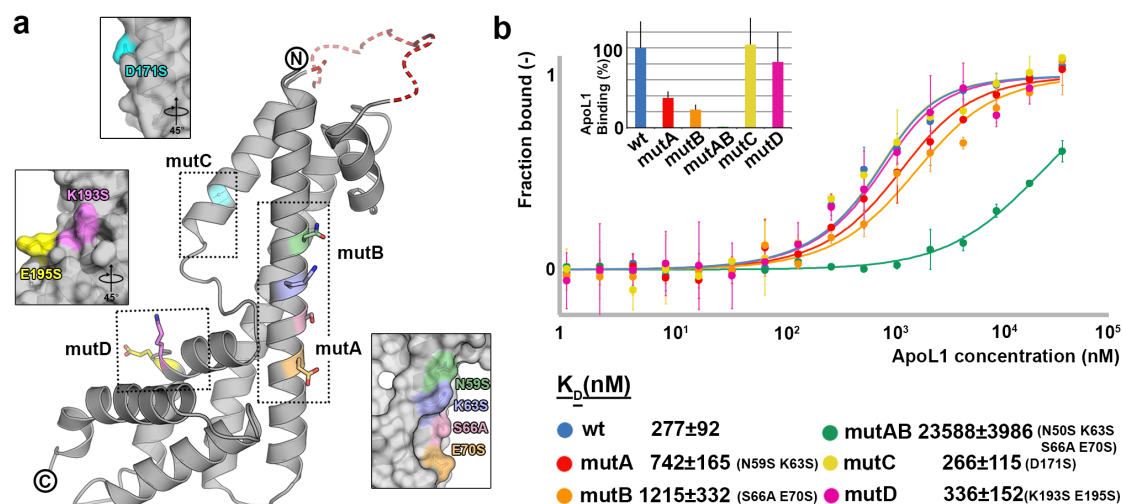 a
N
D171S
45°
mutC
K193S
E195S
45°
mutB
mutD
mutA
N59S
K63S
S66A
E70S
C
b
Fraction bound (-)
1
0
ApoL1
Binding (%)
100
0
wt
mutA
mutB
mutAB
mutC
mutD
1
10¹
10²
10³
10⁴
10⁵
ApoL1 concentration (nM)
K_D(nM)
wt 277±92
mutA 742±165 (N59S K63S)
mutB 1215±332 (S66A E70S)
mutAB 23588±3986 (N50S K63S
S66A E70S)
mutC 266±115 (D171S)
mutD 336±152 (K193S E195S)